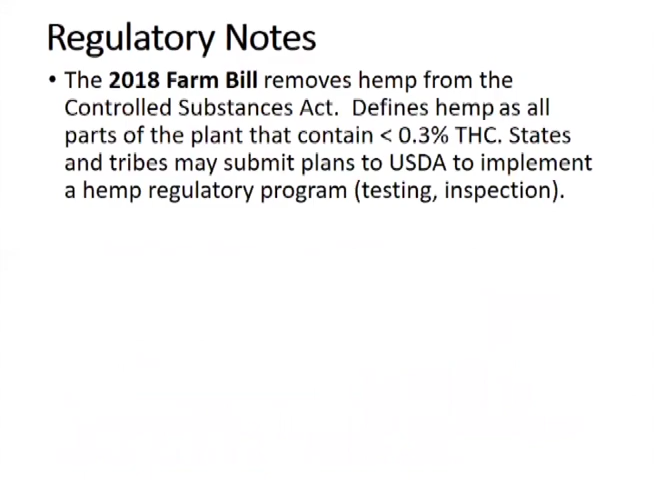 Regulatory Notes
• The 2018 Farm Bill removes hemp from the
Controlled Substances Act.  Defines hemp as all
parts of the plant that contain < 0.3% THC. States
and tribes may submit plans to USDA to implement
a hemp regulatory program (testing, inspection).